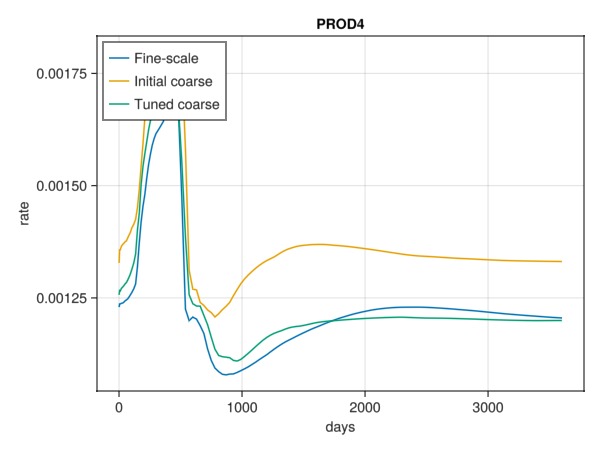 PROD4
Fine-scale
Initial coarse
Tuned coarse
0.00175
0.00150
0.00125
rate
0 1000 2000 3000
days